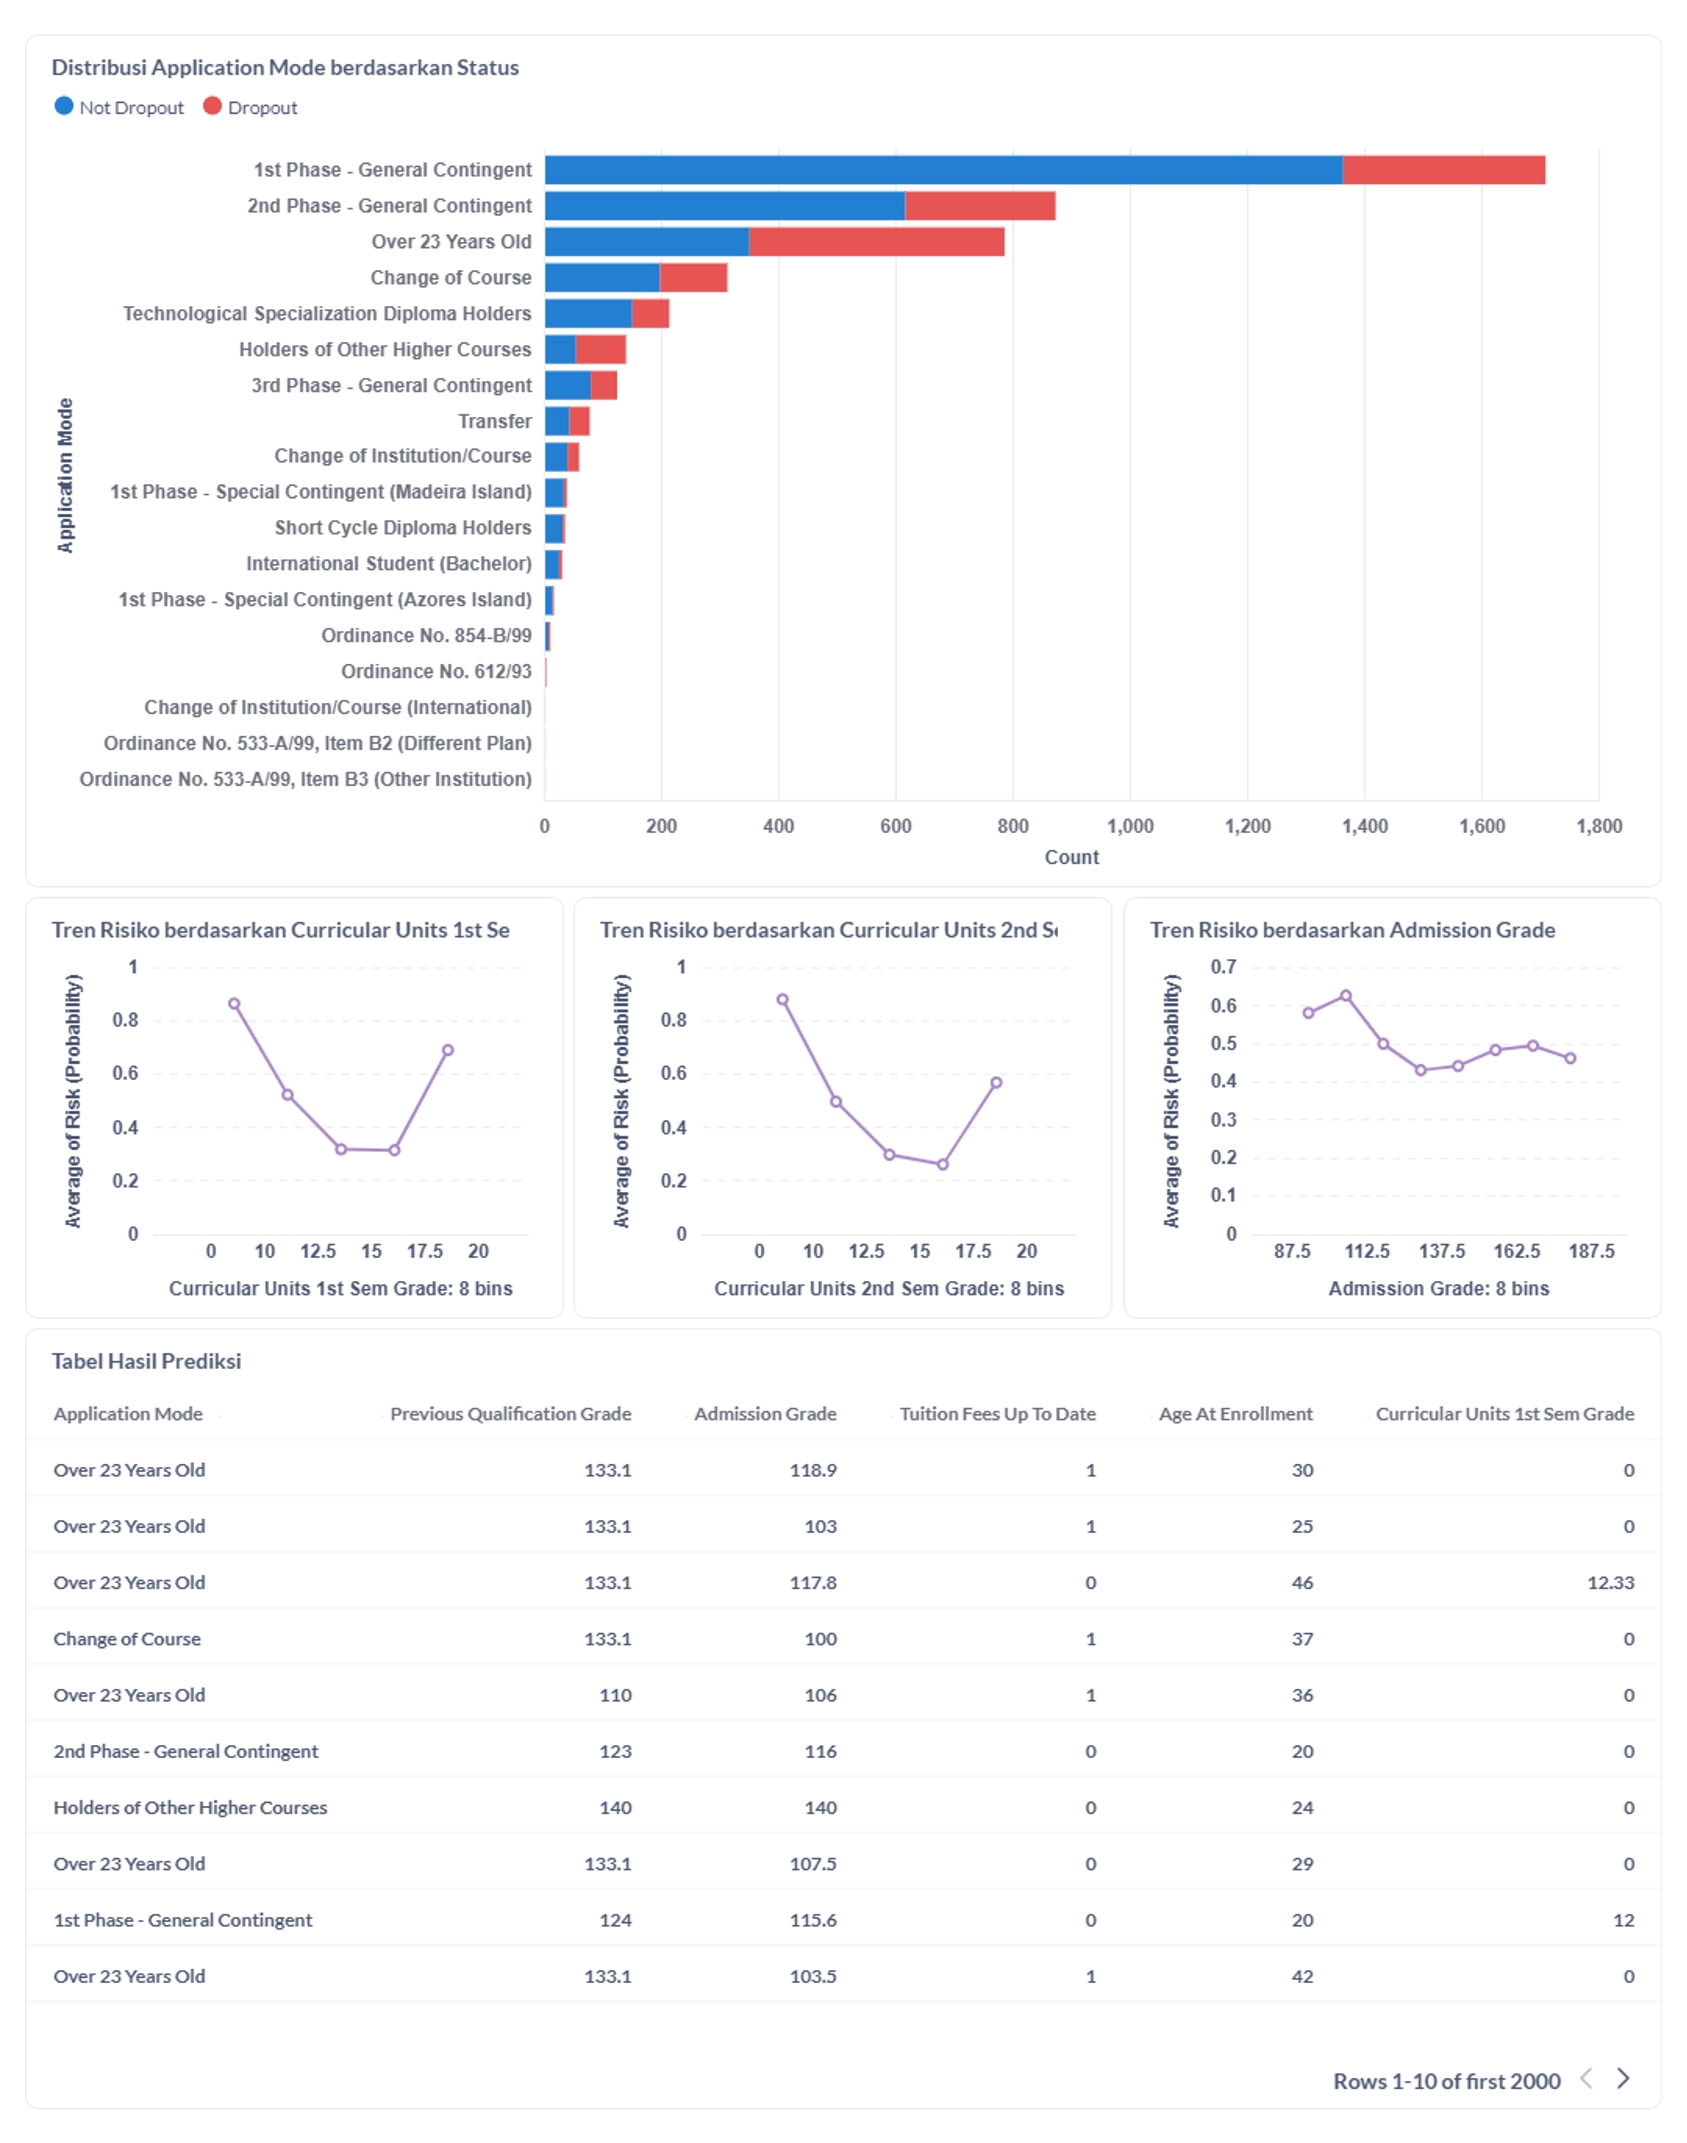 Distribusi Application Mode berdasarkan Status
Not Dropout Dropout
Application Mode
1st Phase - General Contingent
2nd Phase - General Contingent
Over 23 Years Old
Change of Course
Technological Specialization Diploma Holders
Holders of Other Higher Courses
3rd Phase - General Contingent
Transfer
Change of Institution/Course
1st Phase - Special Contingent (Madeira Island)
Short Cycle Diploma Holders
International Student (Bachelor)
1st Phase - Special Contingent (Azores Island)
Ordinance No. 854-B/99
Ordinance No. 612/93
Change of Institution/Course (International)
Ordinance No. 533-A/99, Item B2 (Different Plan)
Ordinance No. 533-A/99, Item B3 (Other Institution)
0 200 400 600 800 1,000 1,200 1,400 1,600 1,800
Count
Tren Risiko berdasarkan Curricular Units 1st Se
Average of Risk (Probability)
1
0.8
0.6
0.4
0.2
0
0 10 12.5 15 17.5 20
Curricular Units 1st Sem Grade: 8 bins
Tren Risiko berdasarkan Curricular Units 2nd S
Average of Risk (Probability)
1
0.8
0.6
0.4
0.2
0
0 10 12.5 15 17.5 20
Curricular Units 2nd Sem Grade: 8 bins
Tren Risiko berdasarkan Admission Grade
Average of Risk (Probability)
0.7
0.6
0.5
0.4
0.3
0.2
0.1
0
87.5 112.5 137.5 162.5 187.5
Admission Grade: 8 bins
Tabel Hasil Prediksi
Application Mode Previous Qualification Grade Admission Grade Tuition Fees Up To Date Age At Enrollment Curricular Units 1st Sem Grade
Over 23 Years Old 133.1 118.9 1 30 0
Over 23 Years Old 133.1 103 1 25 0
Over 23 Years Old 133.1 117.8 0 46 12.33
Change of Course 133.1 100 1 37 0
Over 23 Years Old 110 106 1 36 0
2nd Phase - General Contingent 123 116 0 20 0
Holders of Other Higher Courses 140 140 0 24 0
Over 23 Years Old 133.1 107.5 0 29 0
1st Phase - General Contingent 124 115.6 0 20 12
Over 23 Years Old 133.1 103.5 1 42 0
Rows 1-10 of first 2000